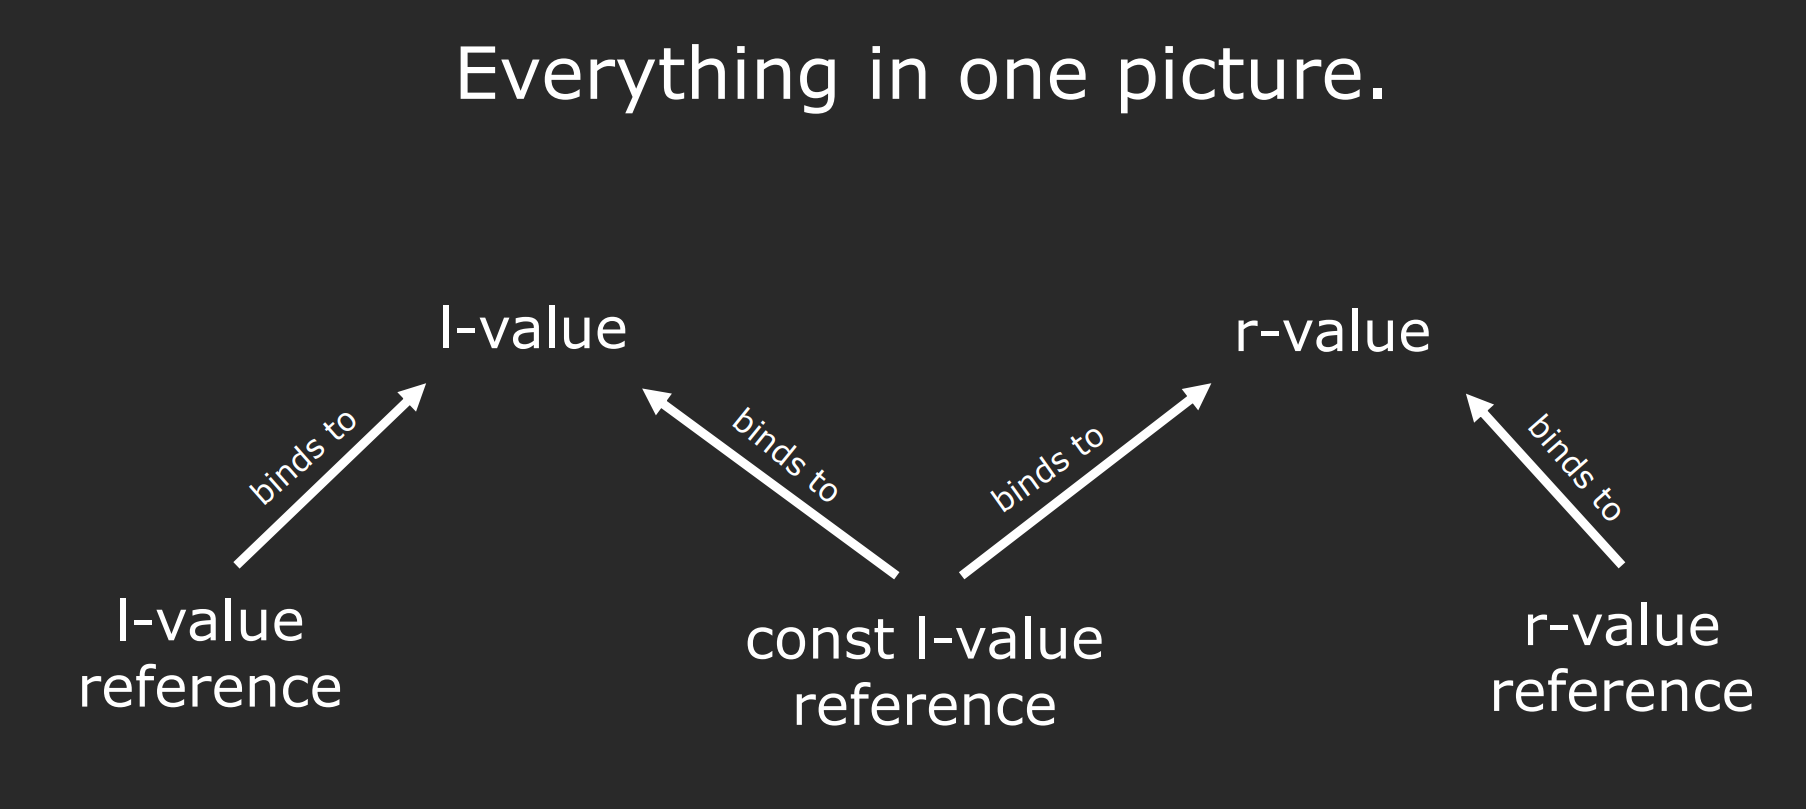 Everything in one picture.
l-value
r-value
binds to
binds to
binds to
binds to
l-value
reference
const l-value
reference
r-value
reference